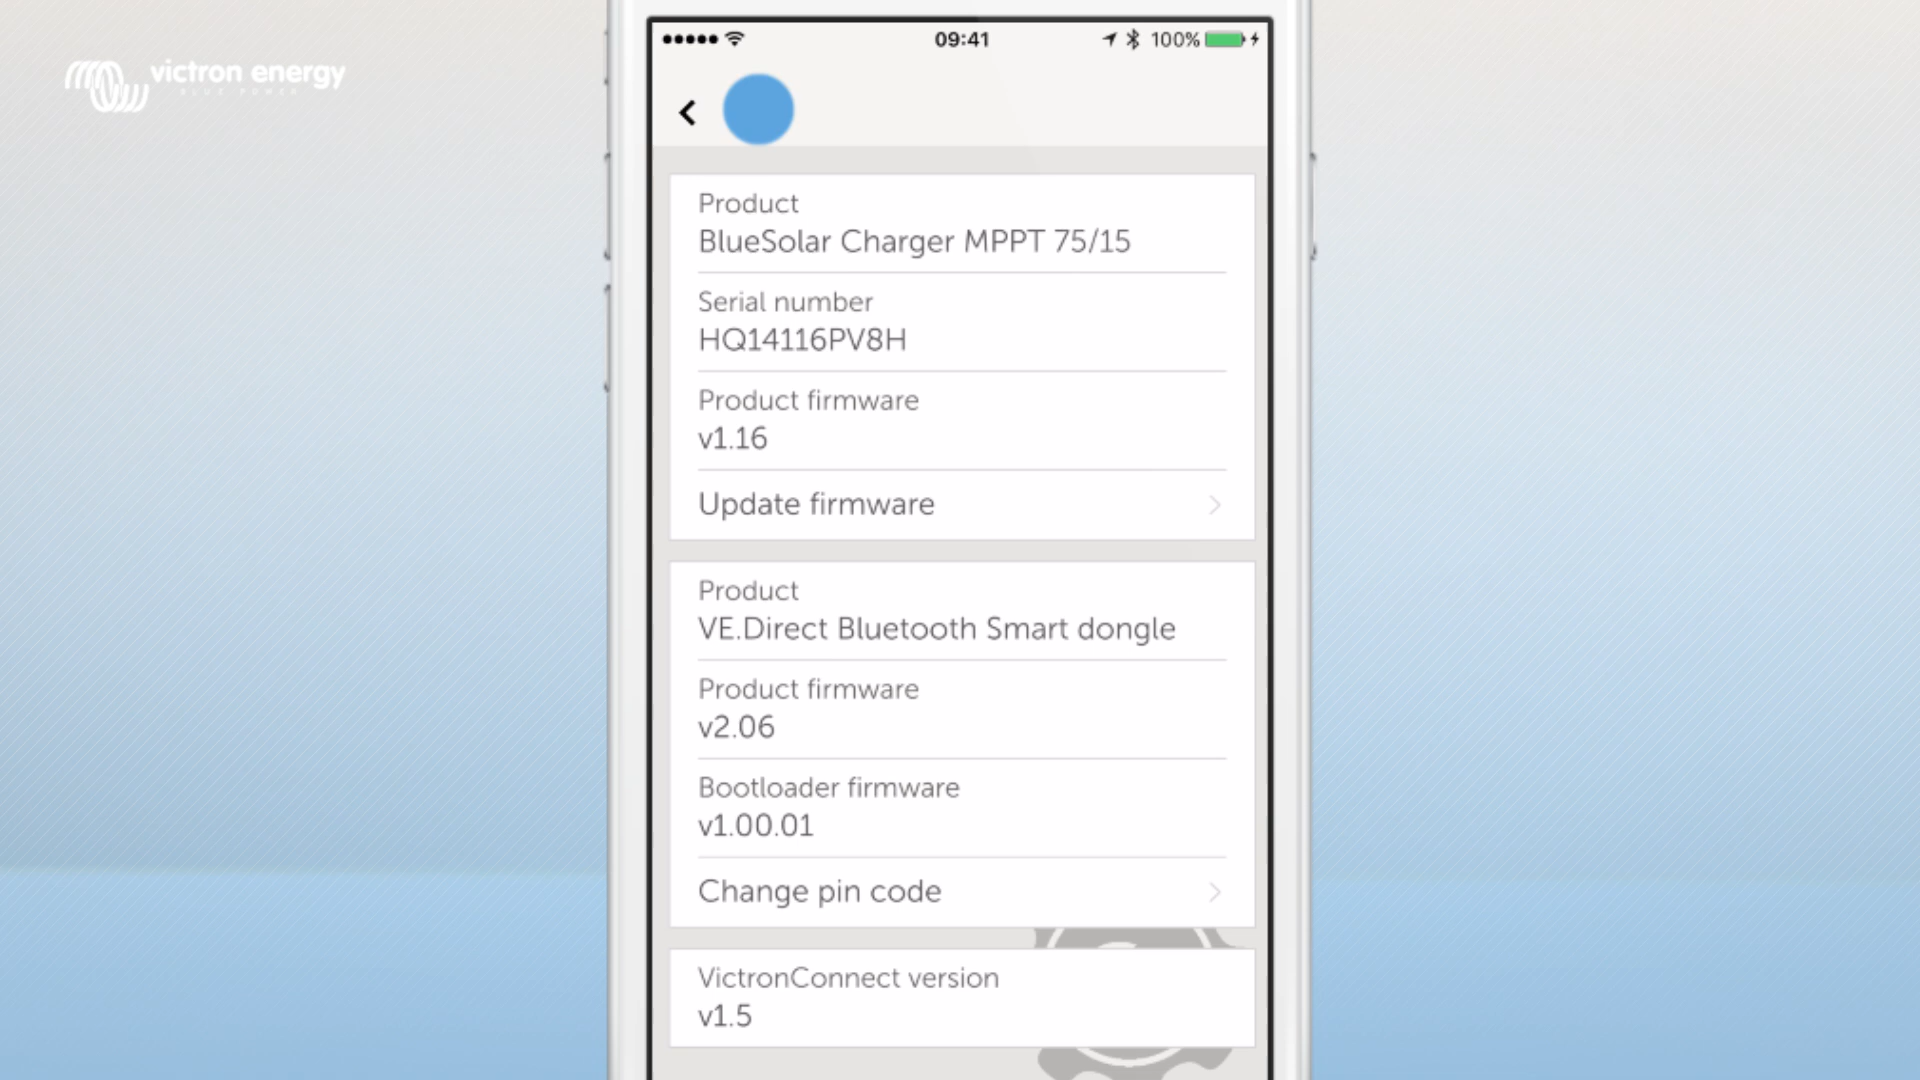 victron energy
BLUE POWER
09:41
100%
Product
BlueSolar Charger MPPT 75/15
Serial number
HQ14116PV8H
Product firmware
v1.16
Update firmware
Product
VE.Direct Bluetooth Smart dongle
Product firmware
v2.06
Bootloader firmware
v1.00.01
Change pin code
VictronConnect version
v1.5